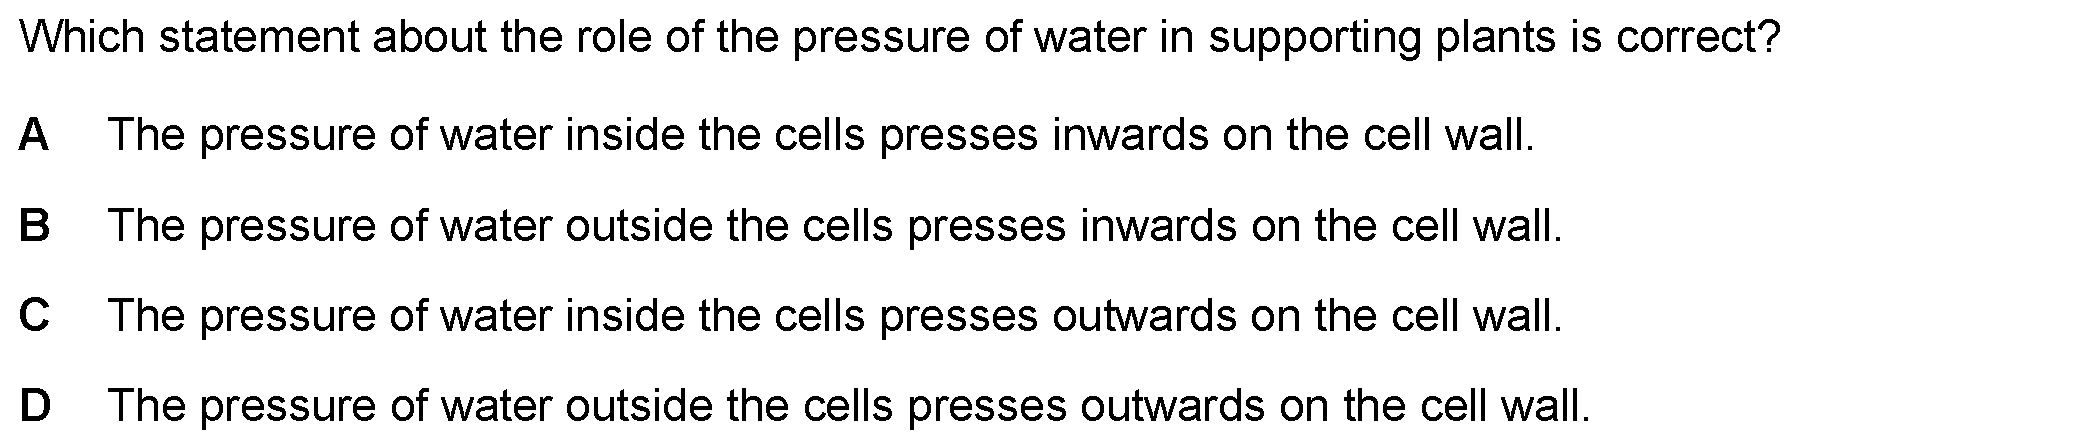 Which statement about the role of the pressure of water in supporting plants is correct?
A The pressure of water inside the cells presses inwards on the cell wall.
B The pressure of water outside the cells presses inwards on the cell wall.
C The pressure of water inside the cells presses outwards on the cell wall.
D The pressure of water outside the cells presses outwards on the cell wall.